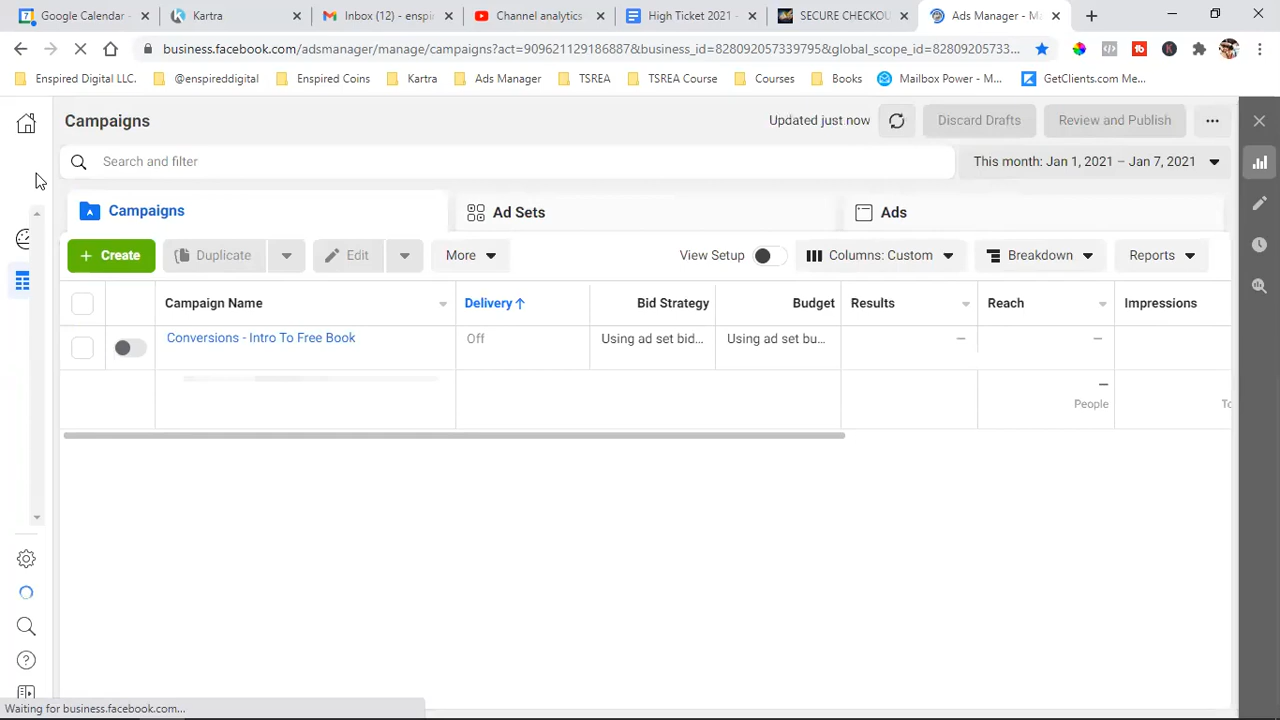 Google Calendar -
Kartra
Inbox (12) - enspi
Channel analytics
High Ticket 2021
SECURE CHECKO
Ads Manager - M
business.facebook.com/adsmanager/manage/campaigns?act=909621129186887&business_id=828092057339795&global_scope_id=82809205733...
Enspired Digital LLC.
@enspireddigital
Enspired Coins
Kartra
Ads Manager
TSREA
TSREA Course
Courses
Books
Mailbox Power - M...
GetClients.com Me...
Campaigns
Updated just now
Discard Drafts
Review and Publish
Search and filter
This month: Jan 1, 2021 – Jan 7, 2021
Campaigns
Ad Sets
Ads
+ Create
Duplicate
Edit
More
View Setup
Columns: Custom
Breakdown
Reports
Campaign Name
Delivery↑
Bid Strategy
Budget
Results
Reach
Impressions
Conversions - Intro To Free Book
Off
Using ad set bid...
Using ad set bu...
—
—
—
People
To
Waiting for business.facebook.com...